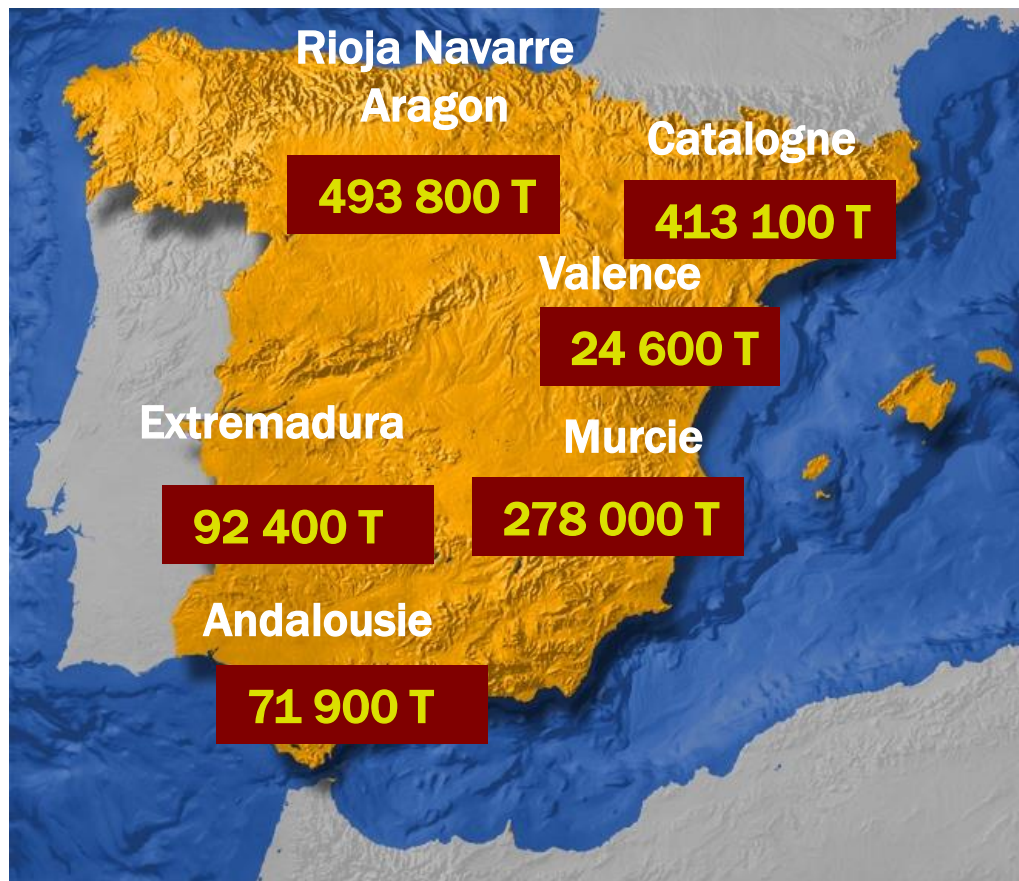 Rioja Navarre
Aragon
493 800 T
Catalogne
413 100 T
Valence
24 600 T
Extremadura
92 400 T
Murcie
278 000 T
Andalousie
71 900 T